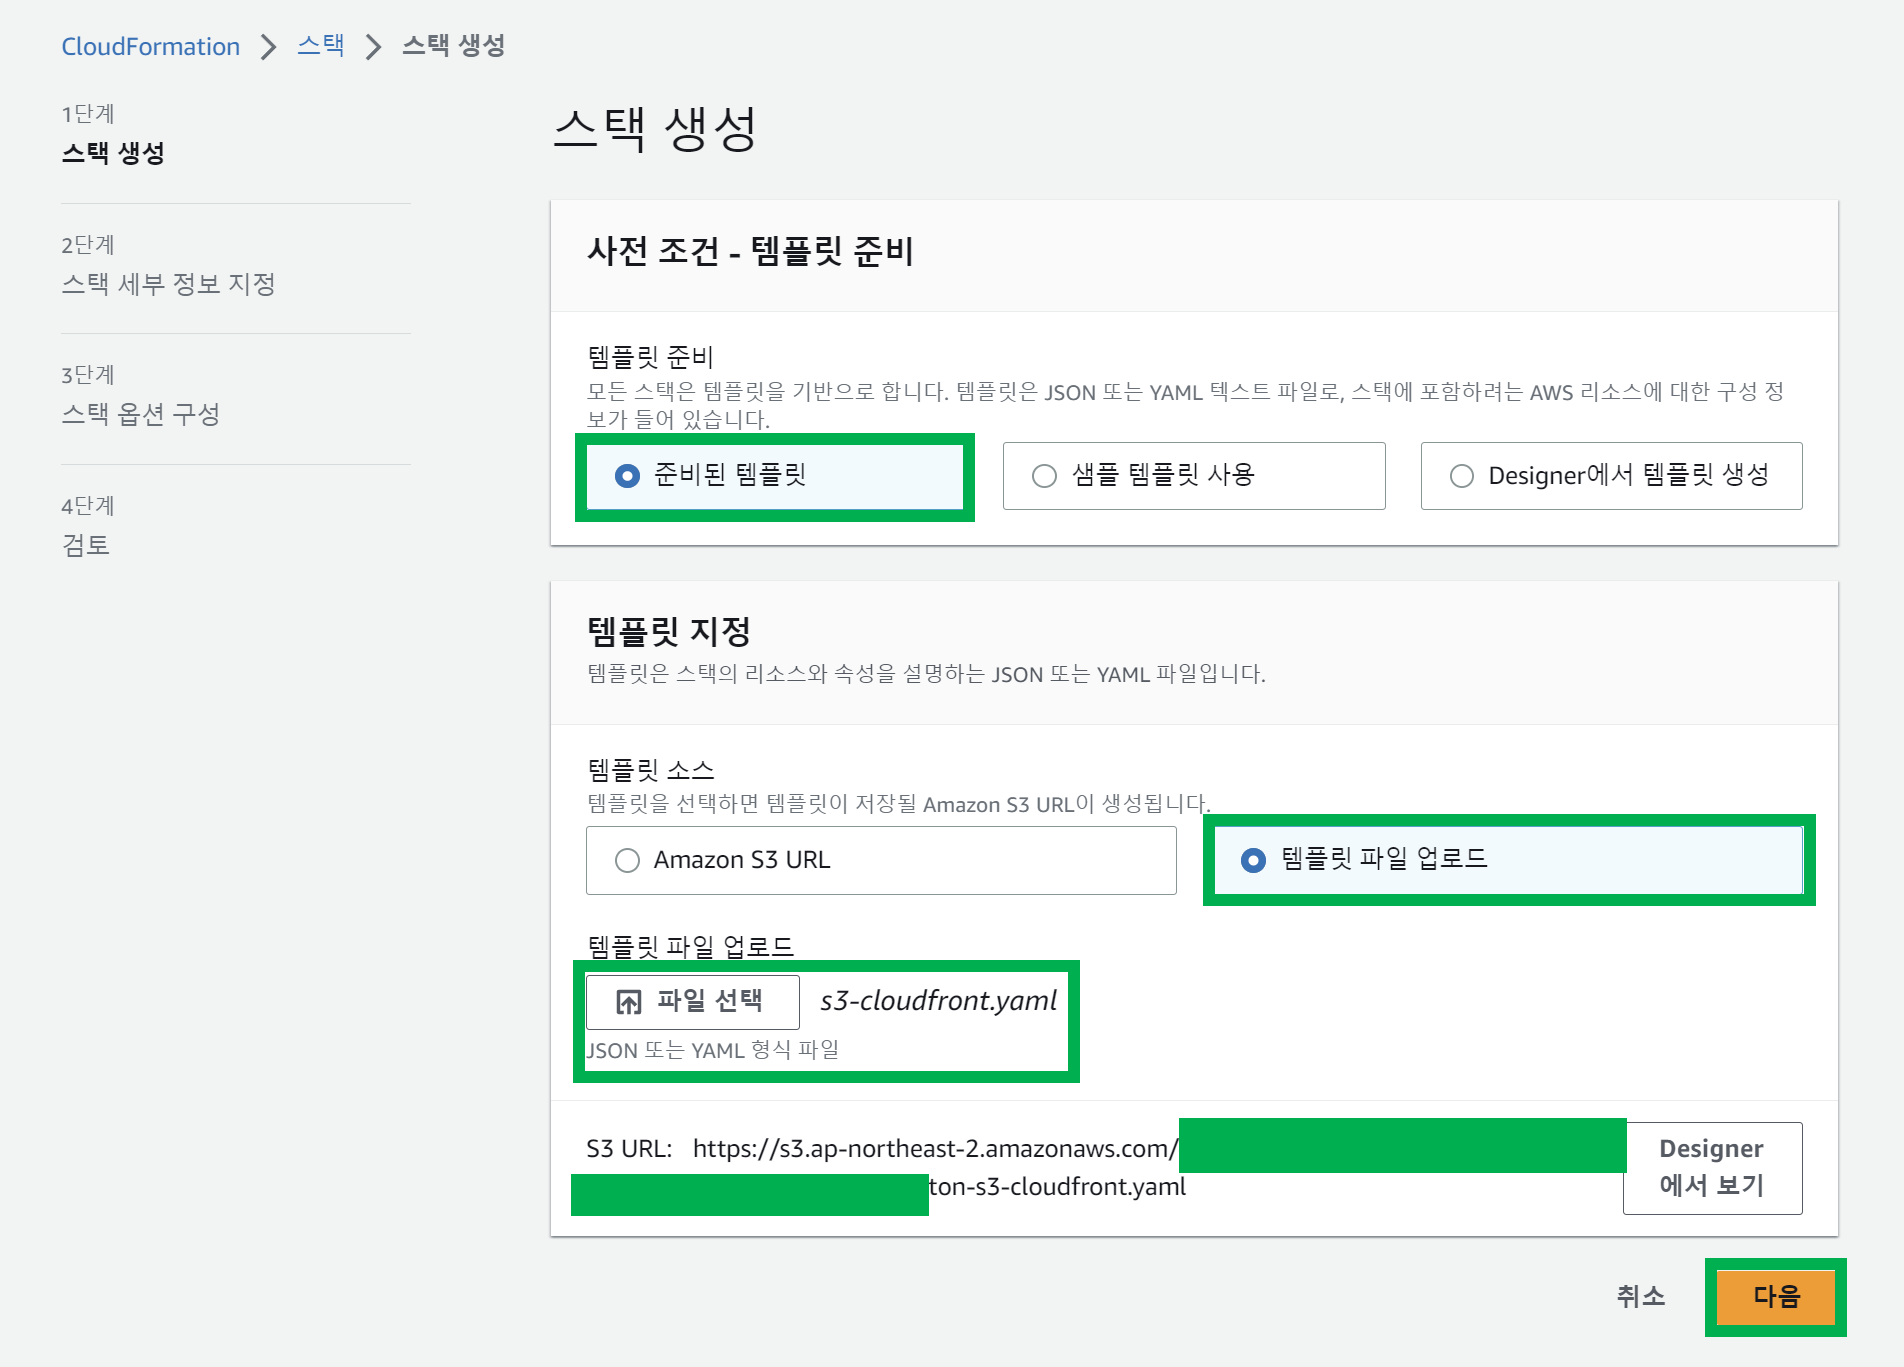 CloudFormation > 스택 > 스택 생성
1단계
스택 생성
2단계
스택 세부 정보 지정
3단계
스택 옵션 구성
4단계
검토
스택 생성
사전 조건 - 템플릿 준비
템플릿 준비
모든 스택은 템플릿을 기반으로 합니다. 템플릿은 JSON 또는 YAML 텍스트 파일로, 스택에 포함하려는 AWS 리소스에 대한 구성 정
보가 들어 있습니다.
준비된 템플릿
샘플 템플릿 사용
Designer에서 템플릿 생성
템플릿 지정
템플릿은 스택의 리소스와 속성을 설명하는 JSON 또는 YAML 파일입니다.
템플릿 소스
템플릿을 선택하면 템플릿이 저장될 Amazon S3 URL이 생성됩니다.
Amazon S3 URL
템플릿 파일 업로드
템플릿 파일 업로드
파일 선택
s3-cloudfront.yaml
JSON 또는 YAML 형식 파일
S3 URL: https://s3.ap-northeast-2.amazonaws.com/
ton-s3-cloudfront.yaml
Designer
에서 보기
취소
다음